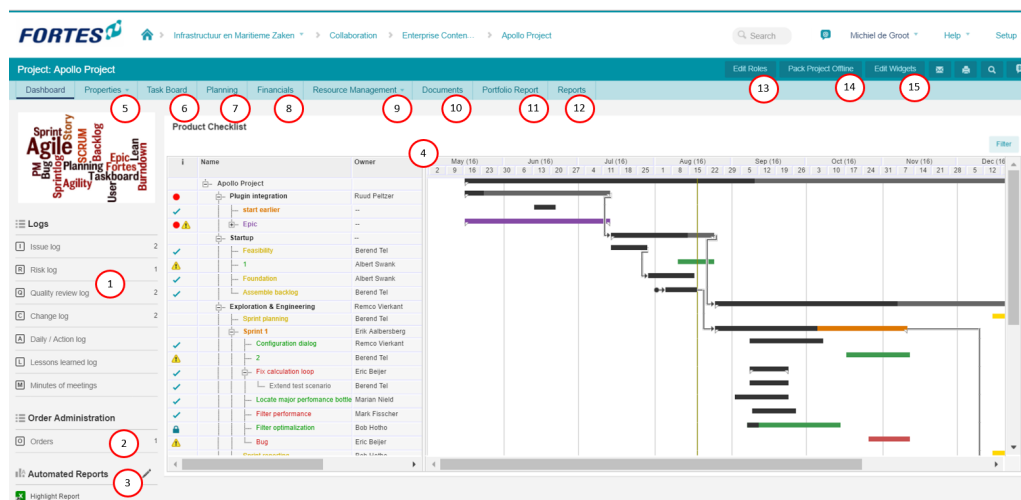 FORTES
Infrastructuur en Maritieme Zaken
Collaboration
Enterprise Conten...
Apollo Project
Search
Michiel de Groot
Help
Setup
Project: Apollo Project
Edit Roles
Pack Project Offline
Edit Widgets
13
14
15
Dashboard
Properties
Task Board
Planning
Financials
Resource Management
Documents
Portfolio Report
Reports
5
6
7
8
9
10
11
12
Sprint Story
Agile SCRUM Backlog
Epic Lean
PM Bug Planning Fortes
Sprintlog Agility User Taskboard Burndown
Product Checklist
4
Filter
i Name Owner
May (16) Jun (16) Jul (16) Aug (16) Sep (16) Oct (16) Nov (16) Dec (16
2 9 16 23 30 6 13 20 27 4 11 18 25 1 8 15 22 29 5 12 19 26 3 10 17 24 31 7 14 21 28 5 12
Apollo Project
Plugin integration Ruud Peltzer
start earlier --
Epic --
Startup --
Feasibility Berend Tel
1 Albert Swank
Foundation Albert Swank
Assemble backlog Berend Tel
Exploration & Engineering Remco Vierkant
Sprint planning Berend Tel
Sprint 1 Erik Aalbersberg
Configuration dialog Remco Vierkant
2 Berend Tel
Fix calculation loop Eric Beijer
Extend test scenario Berend Tel
Locate major perfomance bottle Marian Nield
Filter performance Mark Fisscher
Filter optimalization Bob Hotho
Bug Eric Beijer
Sprint reporting Bob Hotho
Logs
I Issue log 2
R Risk log 1
1
G Quality review log 2
C Change log 2
A Daily / Action log
L Lessons learned log
M Minutes of meetings
Order Administration
O Orders 1
2
Automated Reports
3
X Highlight Report